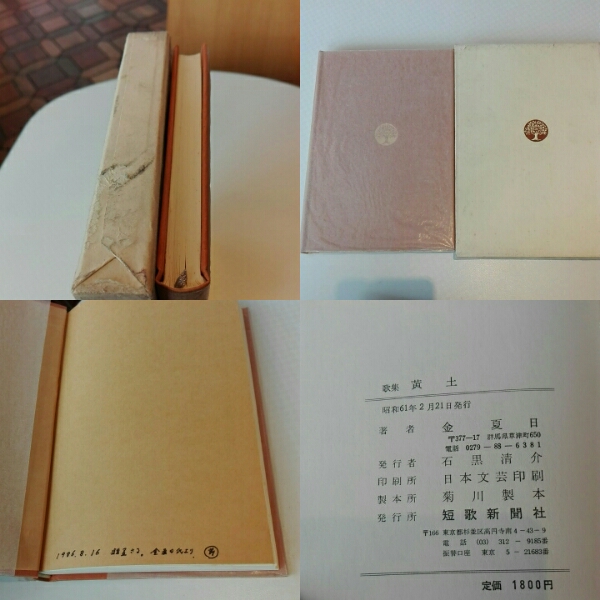 1986.8.16
歌集 黄土
昭和61年2月21日発行
著者 金夏日
〒377-17 群馬県草津町650
電話 0279-88-6381
発行者 石黒清介
印刷所 日本文芸印刷
製本所 菊川製本
発行所 短歌新聞社
〒166 東京都杉並区高円寺南4-43-9
電話 (03) 312-9185番
振替口座 東京 5-21683番
定価 1800円